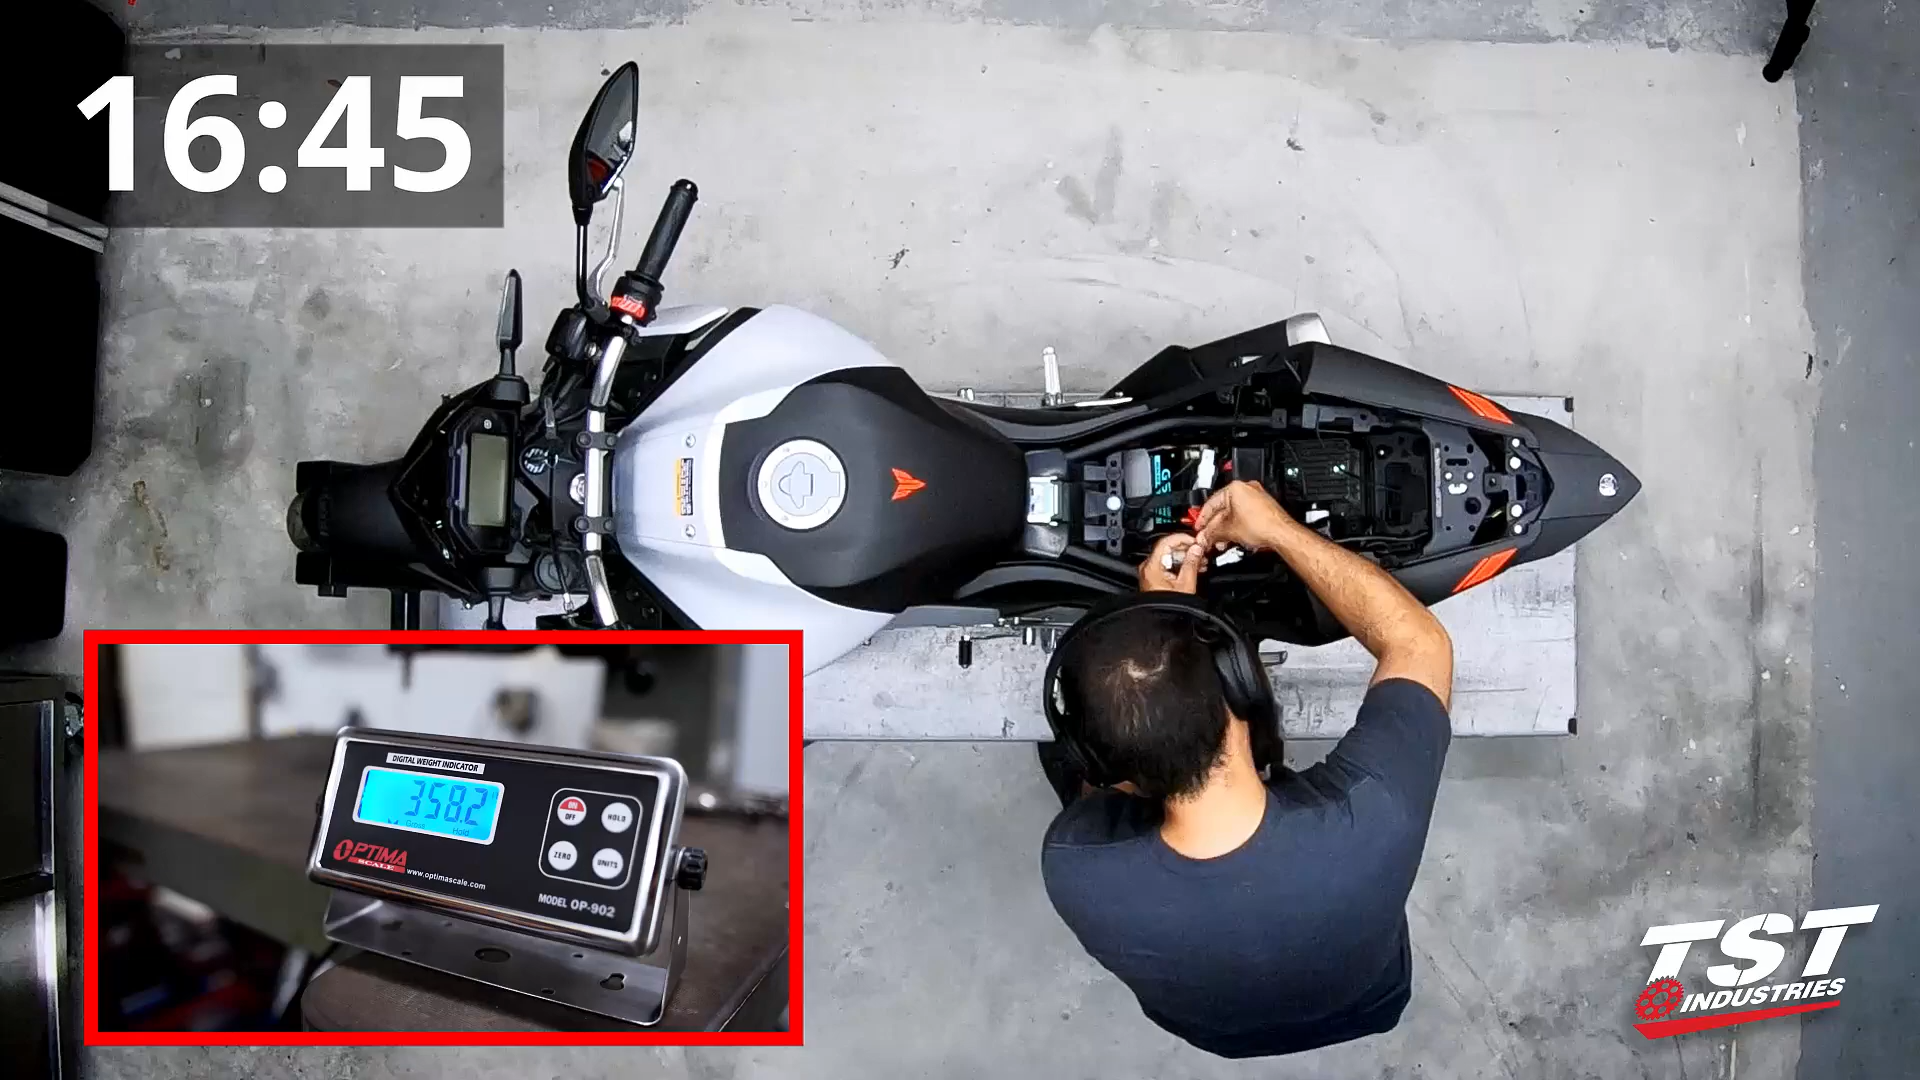 16:45
GS
DIGITAL WEIGHT INDICATOR
358.2
Gross
Hold
ON
OFF
HOLD
ZERO
UNITS
OPTIMA
SCALE
www.optimascale.com
MODEL OP-902
TST
INDUSTRIES